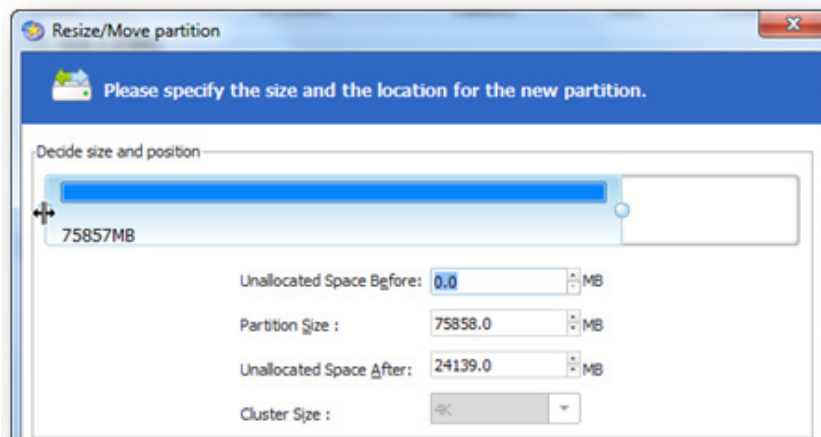 Resize/Move partition
Please specify the size and the location for the new partition.
Decide size and position
75857MB
Unallocated Space Before: 0.0 MB
Partition Size : 75858.0 MB
Unallocated Space After: 24139.0 MB
Cluster Size : 4K